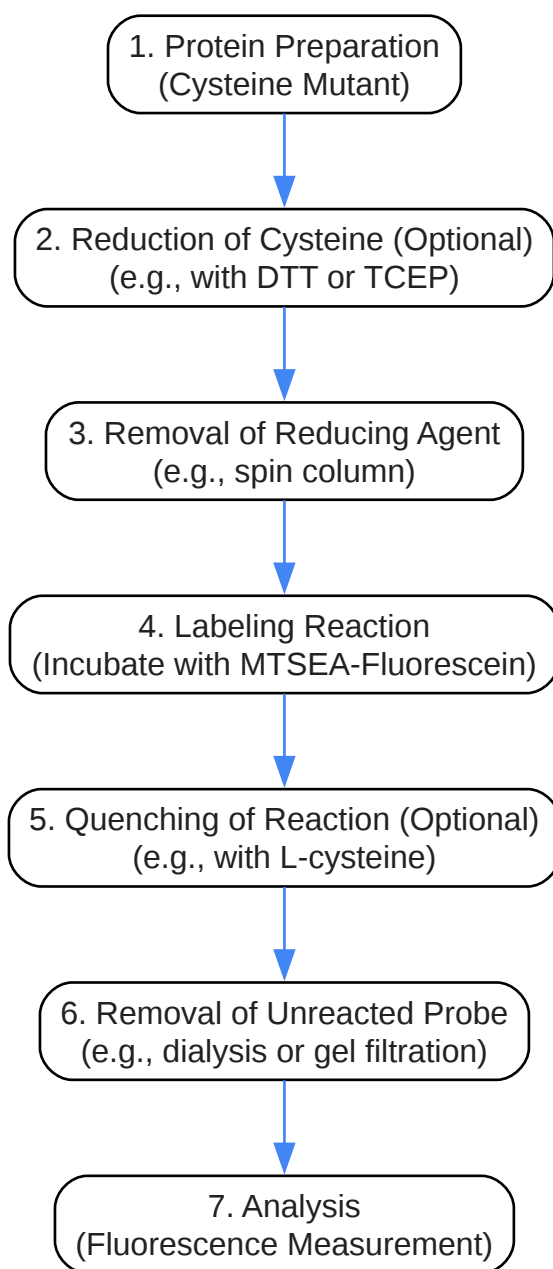 1. Protein Preparation
(Cysteine Mutant)
2. Reduction of Cysteine (Optional)
(e.g., with DTT or TCEP)
3. Removal of Reducing Agent
(e.g., spin column)
4. Labeling Reaction
(Incubate with MTSEA-Fluorescein)
5. Quenching of Reaction (Optional)
(e.g., with L-cysteine)
6. Removal of Unreacted Probe
(e.g., dialysis or gel filtration)
7. Analysis
(Fluorescence Measurement)